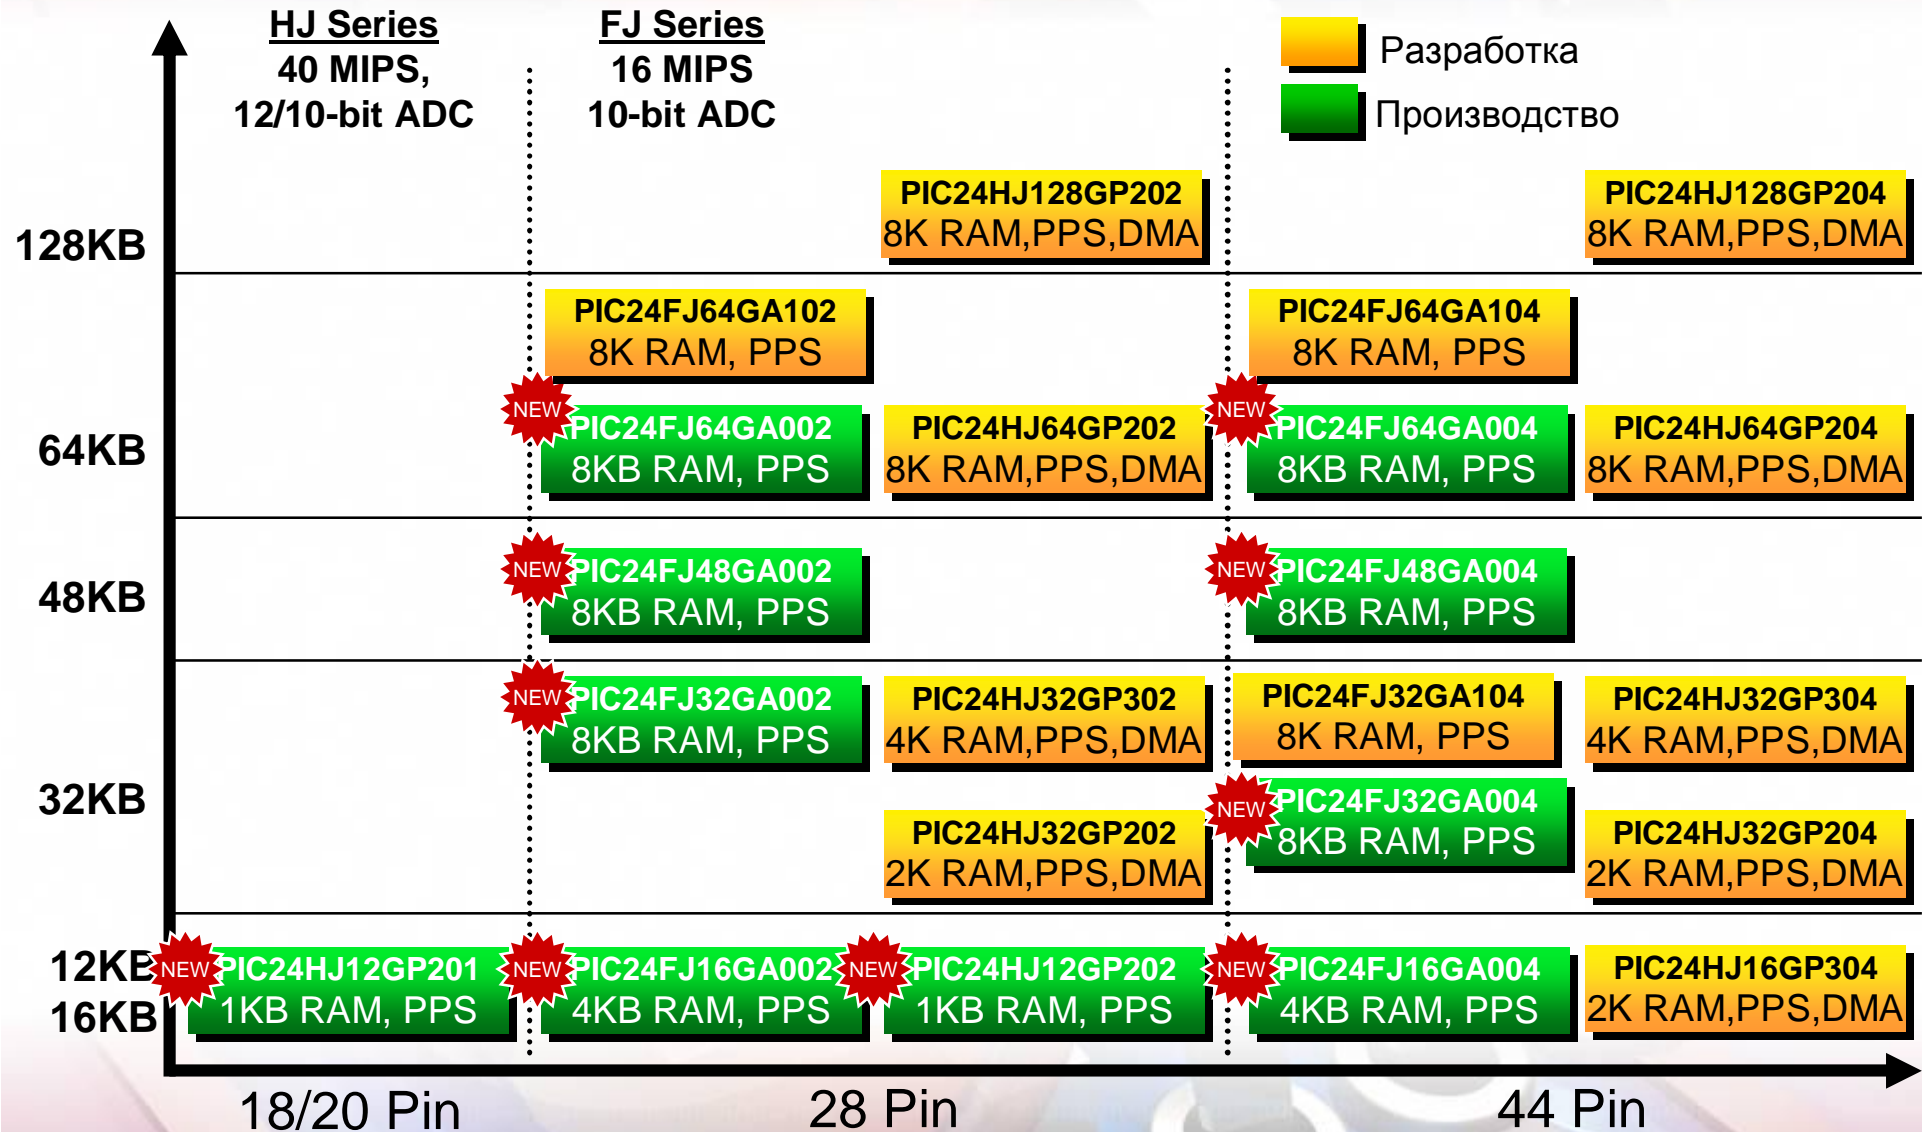 HJ Series
40 MIPS,
12/10-bit ADC
FJ Series
16 MIPS
10-bit ADC
Разработка
Производство
128KB
PIC24HJ128GP202
8K RAM,PPS,DMA
PIC24HJ128GP204
8K RAM,PPS,DMA
64KB
PIC24FJ64GA102
8K RAM, PPS
PIC24FJ64GA104
8K RAM, PPS
NEW
PIC24FJ64GA002
8KB RAM, PPS
PIC24HJ64GP202
8K RAM,PPS,DMA
NEW
PIC24FJ64GA004
8KB RAM, PPS
PIC24HJ64GP204
8K RAM,PPS,DMA
48KB
NEW
PIC24FJ48GA002
8KB RAM, PPS
NEW
PIC24FJ48GA004
8KB RAM, PPS
32KB
NEW
PIC24FJ32GA002
8KB RAM, PPS
PIC24HJ32GP302
4K RAM,PPS,DMA
PIC24FJ32GA104
8K RAM, PPS
PIC24HJ32GP304
4K RAM,PPS,DMA
PIC24HJ32GP202
2K RAM,PPS,DMA
NEW
PIC24FJ32GA004
8KB RAM, PPS
PIC24HJ32GP204
2K RAM,PPS,DMA
12KB
16KB
NEW
PIC24HJ12GP201
1KB RAM, PPS
NEW
PIC24FJ16GA002
4KB RAM, PPS
NEW
PIC24HJ12GP202
1KB RAM, PPS
NEW
PIC24FJ16GA004
4KB RAM, PPS
PIC24HJ16GP304
2K RAM,PPS,DMA
18/20 Pin
28 Pin
44 Pin